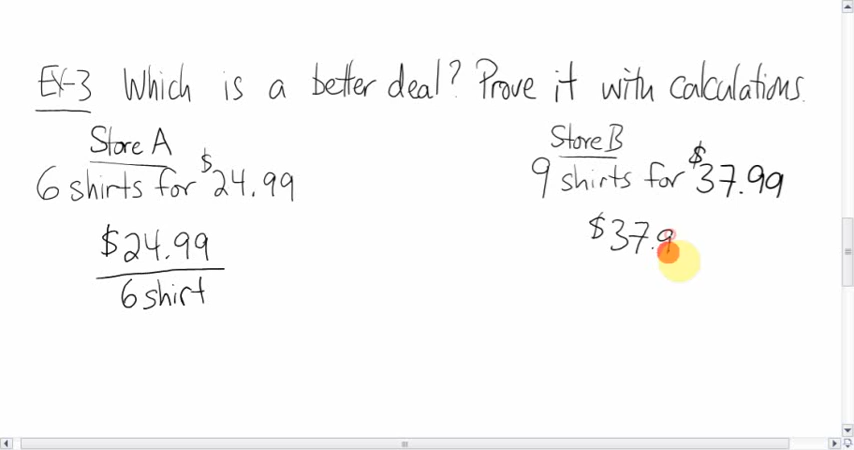 Ex-3 Which is a better deal? Prove it with calculations.
Store A
6 shirts for $24.99
$24.99
6 shirt
Store B
9 shirts for $37.99
$37.9